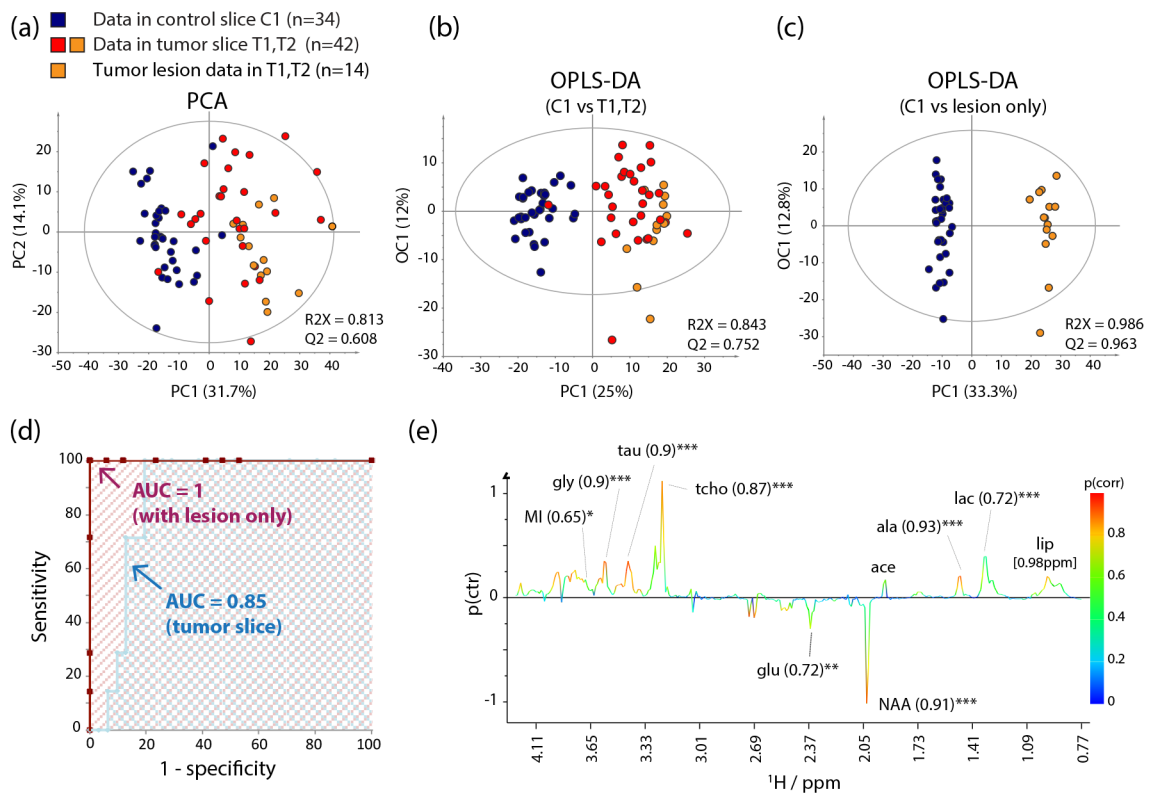 (a)
Data in control slice C1 (n=34)
Data in tumor slice T1,T2 (n=42)
Tumor lesion data in T1,T2 (n=14)
PCA
PC2 (14.1%)
20
10
0
-10
-20
-30
-50 -40 -30 -20 -10 0 10 20 30 40 50
PC1 (31.7%)
R2X = 0.813
Q2 = 0.608
(b)
OPLS-DA
(C1 vs T1,T2)
OC1 (12%)
10
0
-10
-20
-30
-40 -30 -20 -10 0 10 20 30
PC1 (25%)
R2X = 0.843
Q2 = 0.752
(c)
OPLS-DA
(C1 vs lesion only)
OC1 (12.8%)
20
10
0
-10
-20
-30
-40 -30 -20 -10 0 10 20 30 40 50
PC1 (33.3%)
R2X = 0.986
Q2 = 0.963
(d)
Sensitivity
100
80
60
40
20
0
AUC = 1
(with lesion only)
AUC = 0.85
(tumor slice)
0 20 40 60 80 100
1 - specificity
(e)
p(ctr)
1
0
-1
MI (0.65)*
gly (0.9)***
tau (0.9)***
tcho (0.87)***
glu (0.72)**
ace
NAA (0.91)***
ala (0.93)***
lac (0.72)***
lip
[0.98ppm]
p(corr)
0.8
0.6
0.4
0.2
0
4.11 3.65 3.33 3.01 2.69 2.37 2.05 1.73 1.41 1.09 0.77
¹H / ppm